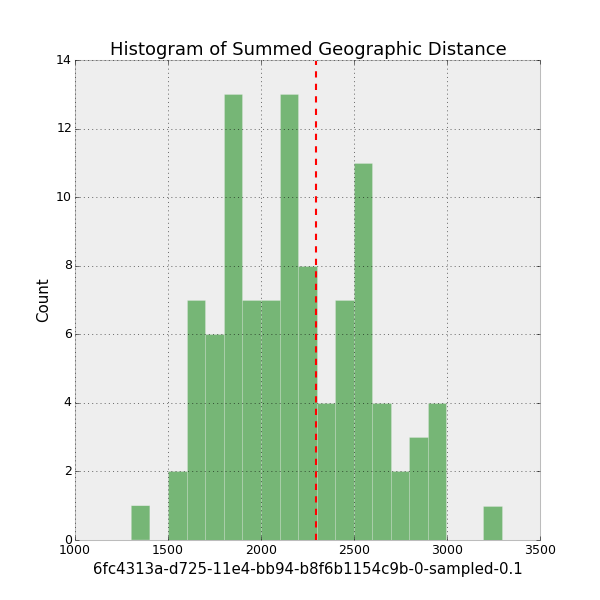 Histogram of Summed Geographic Distance
14
12
10
8
6
4
2
0
Count
1000 1500 2000 2500 3000 3500
6fc4313a-d725-11e4-bb94-b8f6b1154c9b-0-sampled-0.1